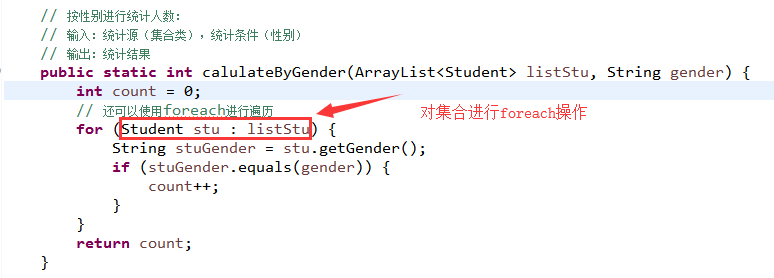 // 按性别进行统计人数：
// 输入：统计源（集合类），统计条件（性别）
// 输出：统计结果
public static int calulateByGender(ArrayList<Student> listStu, String gender) {
int count = 0;
// 还可以使用foreach进行遍历
for (Student stu : listStu) {
对集合进行foreach操作
String stuGender = stu.getGender();
if (stuGender.equals(gender)) {
count++;
}
}
return count;
}